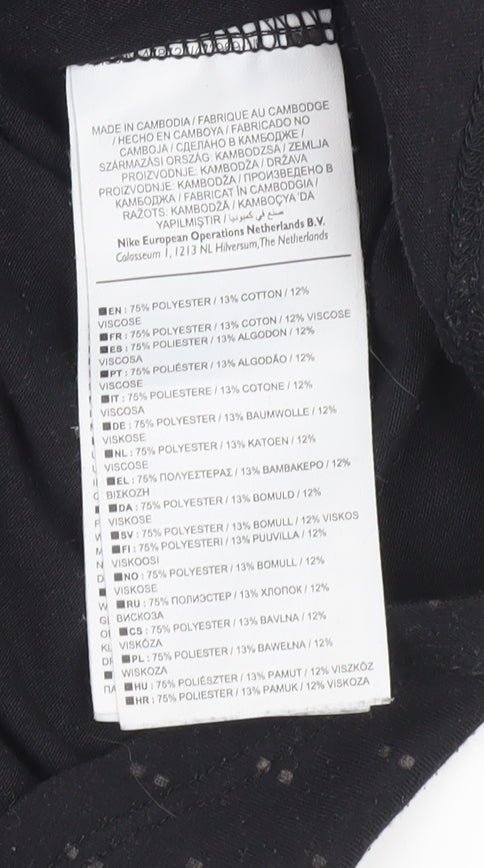 MADE IN CAMBODIA / FABRIQUE AU CAMBODGE
/ HECHO EN CAMBOYA / FABRICADO NO
CAMBOJA / СДЕЛАНО В КАМБОДЖЕ /
SZÁRMAZÁSI ORSZÁG: KAMBODZSA / ZEMLJA
PROIZVODNJE: KAMBODŽA / DRŽAVA
PROIZVODNJE: KAMBODŽA / ПРОИЗВЕДЕНО В
КАМБОДЖА / FABRICAT ÎN CAMBODGIA /
RAŽOTS: KAMBODŽĀ / KAMBOÇYA 'DA
YAPILMIŞTIR / صنع في كمبوديا
Nike European Operations Netherlands B.V.
Colosseum 1, 1213 NL Hilversum, The Netherlands
EN : 75% POLYESTER / 13% COTTON / 12%
VISCOSE
FR : 75% POLYESTER / 13% COTON / 12% VISCOSE
ES : 75% POLIÉSTER / 13% ALGODON / 12%
VISCOSA
PT : 75% POLIÉSTER / 13% ALGODÃO / 12%
VISCOSE
IT : 75% POLIESTERE / 13% COTONE / 12%
VISCOSA
DE : 75% POLYESTER / 13% BAUMWOLLE / 12%
VISKOSE
NL : 75% POLYESTER / 13% KATOEN / 12%
VISCOSE
EL : 75% ΠΟΛΥΕΣΤΕΡΑΣ / 13% ΒΑΜΒΑΚΕΡΟ / 12%
ΒΙΣΚΟΖΗ
DA : 75% POLYESTER / 13% BOMULD / 12%
VISKOSE
SV : 75% POLYESTER / 13% BOMULL / 12% VISKOS
FI : 75% POLYESTERI / 13% PUUVILLA / 12%
VISKOOSI
NO : 75% POLYESTER / 13% BOMULL / 12%
VISKOSE
RU : 75% ПОЛИЭСТЕР / 13% ХЛОПОК / 12%
ВИСКОЗА
CS : 75% POLYESTER / 13% BAVLNA / 12%
VISKÓZA
PL : 75% POLIESTER / 13% BAWEŁNA / 12%
WISKOZA
HU : 75% POLIÉSZTER / 13% PAMUT / 12% VISZKÓZ
HR : 75% POLIESTER / 13% PAMUK / 12% VISKOZA